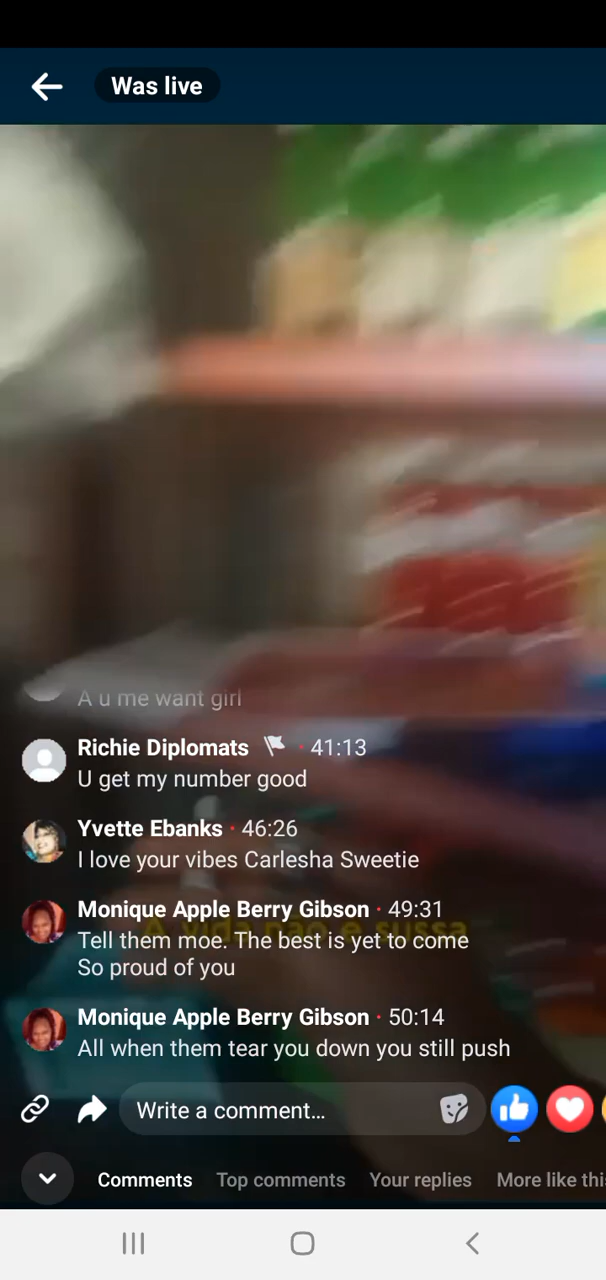 Was live
A u me want girl
Richie Diplomats · 41:13
U get my number good
Yvette Ebanks · 46:26
I love your vibes Carlesha Sweetie
Monique Apple Berry Gibson · 49:31
Tell them moe. The best is yet to come
So proud of you
Monique Apple Berry Gibson · 50:14
All when them tear you down you still push
Write a comment...
Comments Top comments Your replies More like this